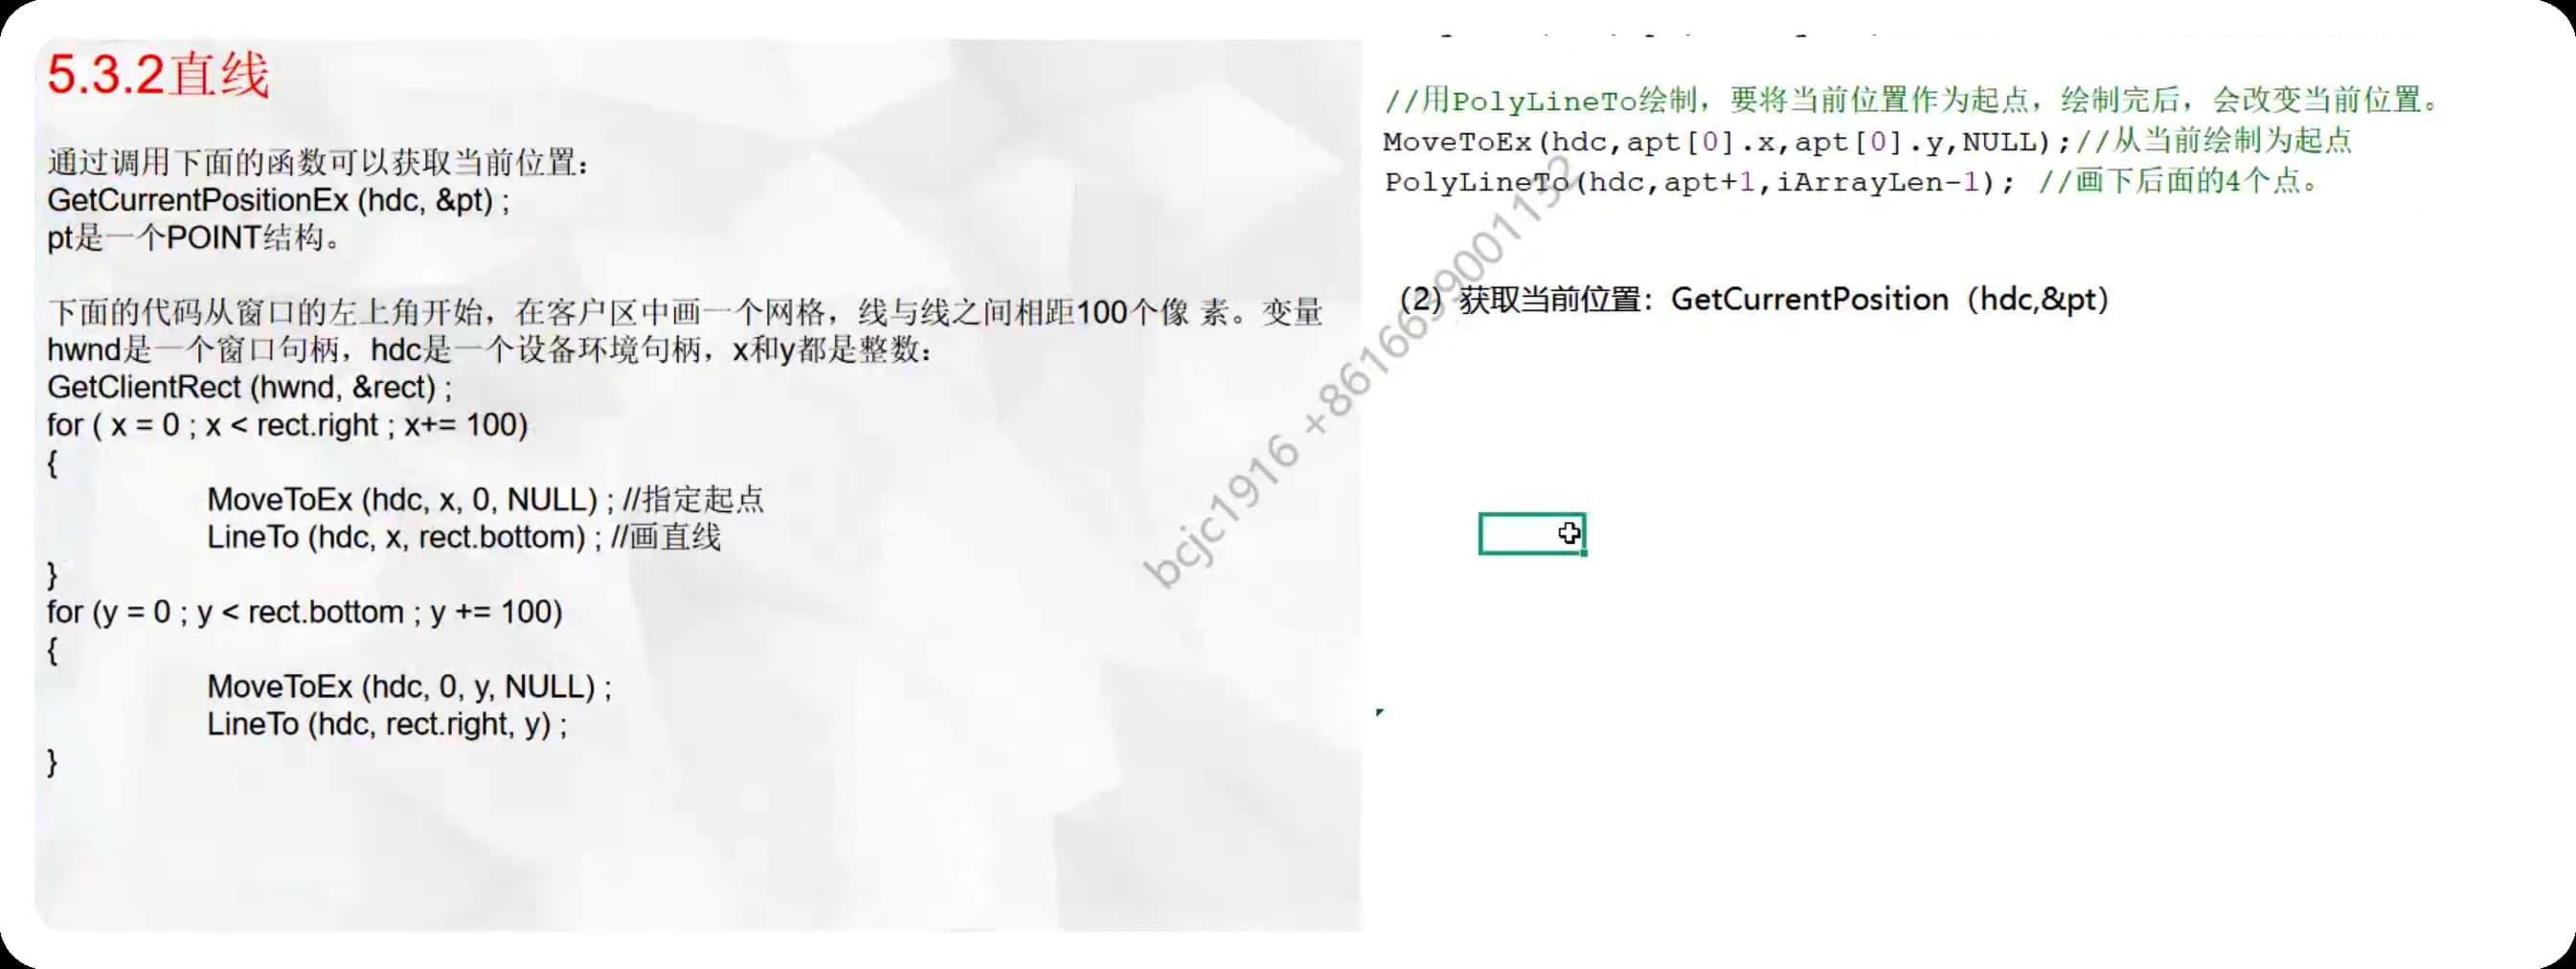 5.3.2直线
通过调用下面的函数可以获取当前位置：
GetCurrentPositionEx (hdc, &pt) ;
pt是一个POINT结构。
下面的代码从窗口的左上角开始，在客户区中画一个网格，线与线之间相距100个像 素。变量
hwnd是一个窗口句柄，hdc是一个设备环境句柄，x和y都是整数：
GetClientRect (hwnd, &rect) ;
for ( x = 0 ; x < rect.right ; x+= 100)
{
MoveToEx (hdc, x, 0, NULL) ; //指定起点
LineTo (hdc, x, rect.bottom) ; //画直线
}
for (y = 0 ; y < rect.bottom ; y += 100)
{
MoveToEx (hdc, 0, y, NULL) ;
LineTo (hdc, rect.right, y) ;
}
//用PolyLineTo绘制，要将当前位置作为起点，绘制完后，会改变当前位置。
MoveToEx(hdc,apt[0].x,apt[0].y,NULL);//从当前绘制为起点
PolyLineTo(hdc,apt+1,iArrayLen-1); //画下后面的4个点。
（2）获取当前位置：GetCurrentPosition（hdc,&pt）
bcjc1916 +8616639001132